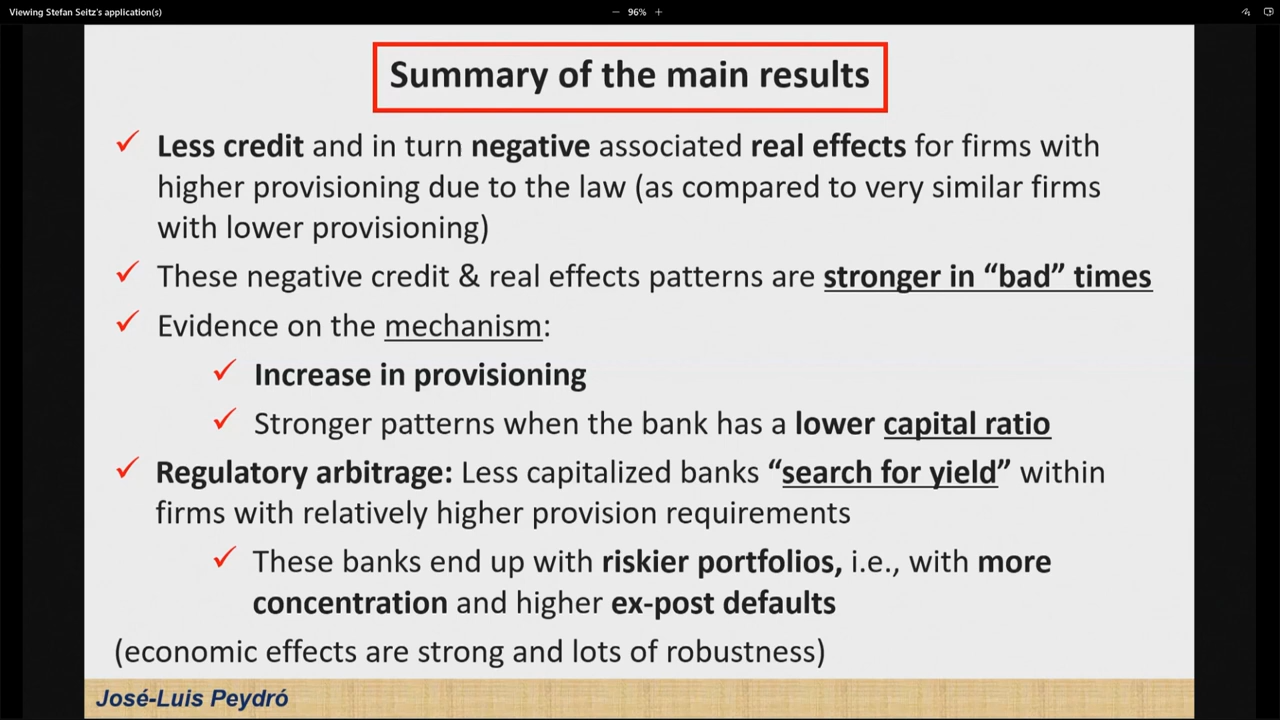 Viewing Stefan Seitz's application(s)
− 96% +
Summary of the main results
✓ Less credit and in turn negative associated real effects for firms with
higher provisioning due to the law (as compared to very similar firms
with lower provisioning)
✓ These negative credit & real effects patterns are stronger in “bad” times
✓ Evidence on the mechanism:
✓ Increase in provisioning
✓ Stronger patterns when the bank has a lower capital ratio
✓ Regulatory arbitrage: Less capitalized banks “search for yield” within
firms with relatively higher provision requirements
✓ These banks end up with riskier portfolios, i.e., with more
concentration and higher ex-post defaults
(economic effects are strong and lots of robustness)
José-Luis Peydró